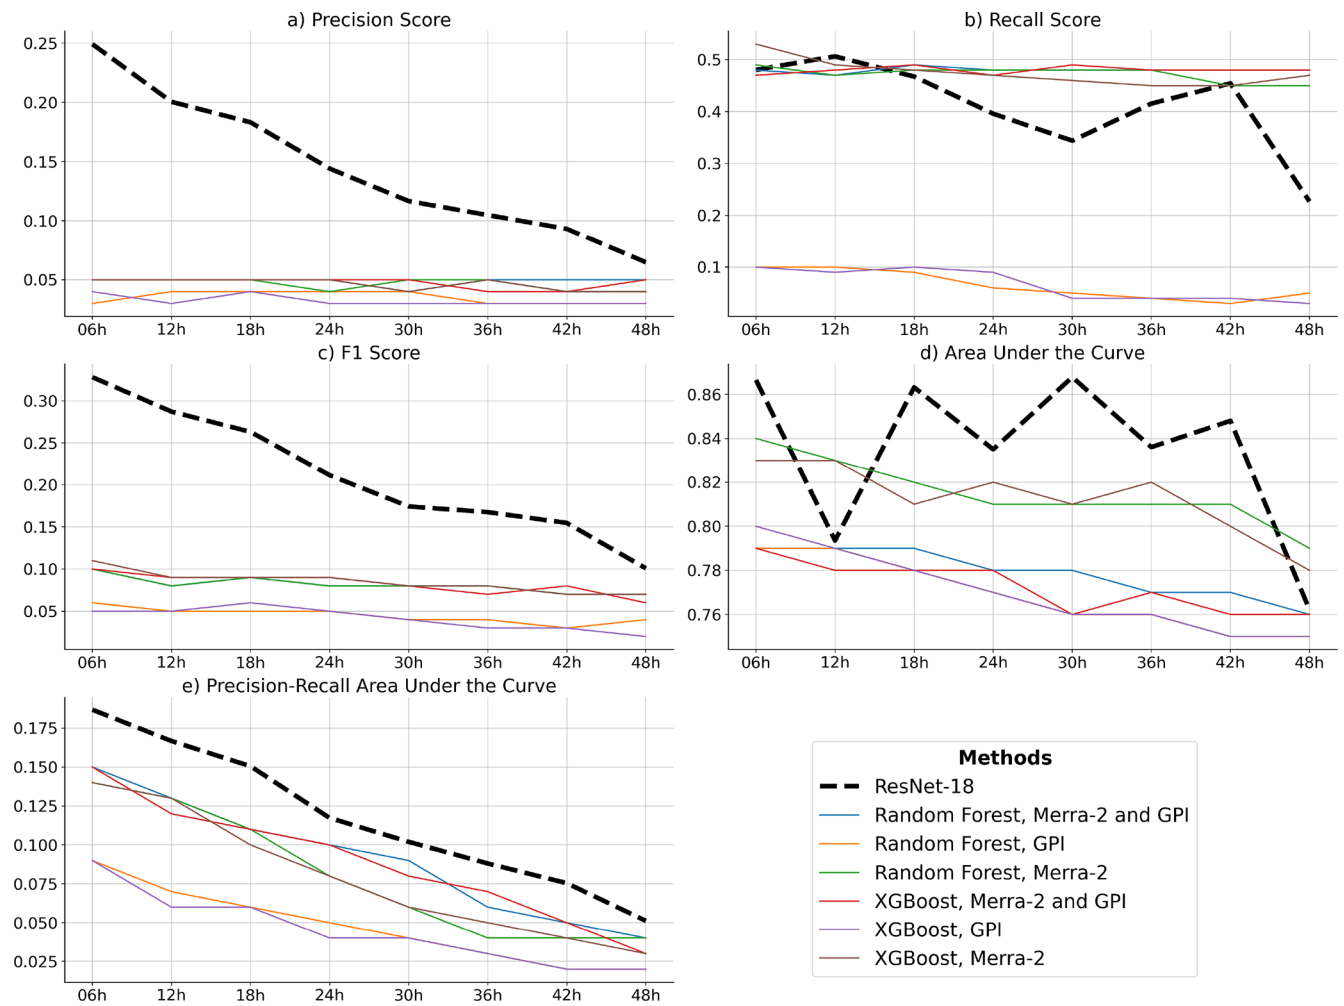 a) Precision Score
0.25
0.20
0.15
0.10
0.05
06h 12h 18h 24h 30h 36h 42h 48h
b) Recall Score
0.5
0.4
0.3
0.2
0.1
06h 12h 18h 24h 30h 36h 42h 48h
c) F1 Score
0.30
0.25
0.20
0.15
0.10
0.05
06h 12h 18h 24h 30h 36h 42h 48h
d) Area Under the Curve
0.86
0.84
0.82
0.80
0.78
0.76
06h 12h 18h 24h 30h 36h 42h 48h
e) Precision-Recall Area Under the Curve
0.175
0.150
0.125
0.100
0.075
0.050
0.025
06h 12h 18h 24h 30h 36h 42h 48h
Methods
ResNet-18
Random Forest, Merra-2 and GPI
Random Forest, GPI
Random Forest, Merra-2
XGBoost, Merra-2 and GPI
XGBoost, GPI
XGBoost, Merra-2